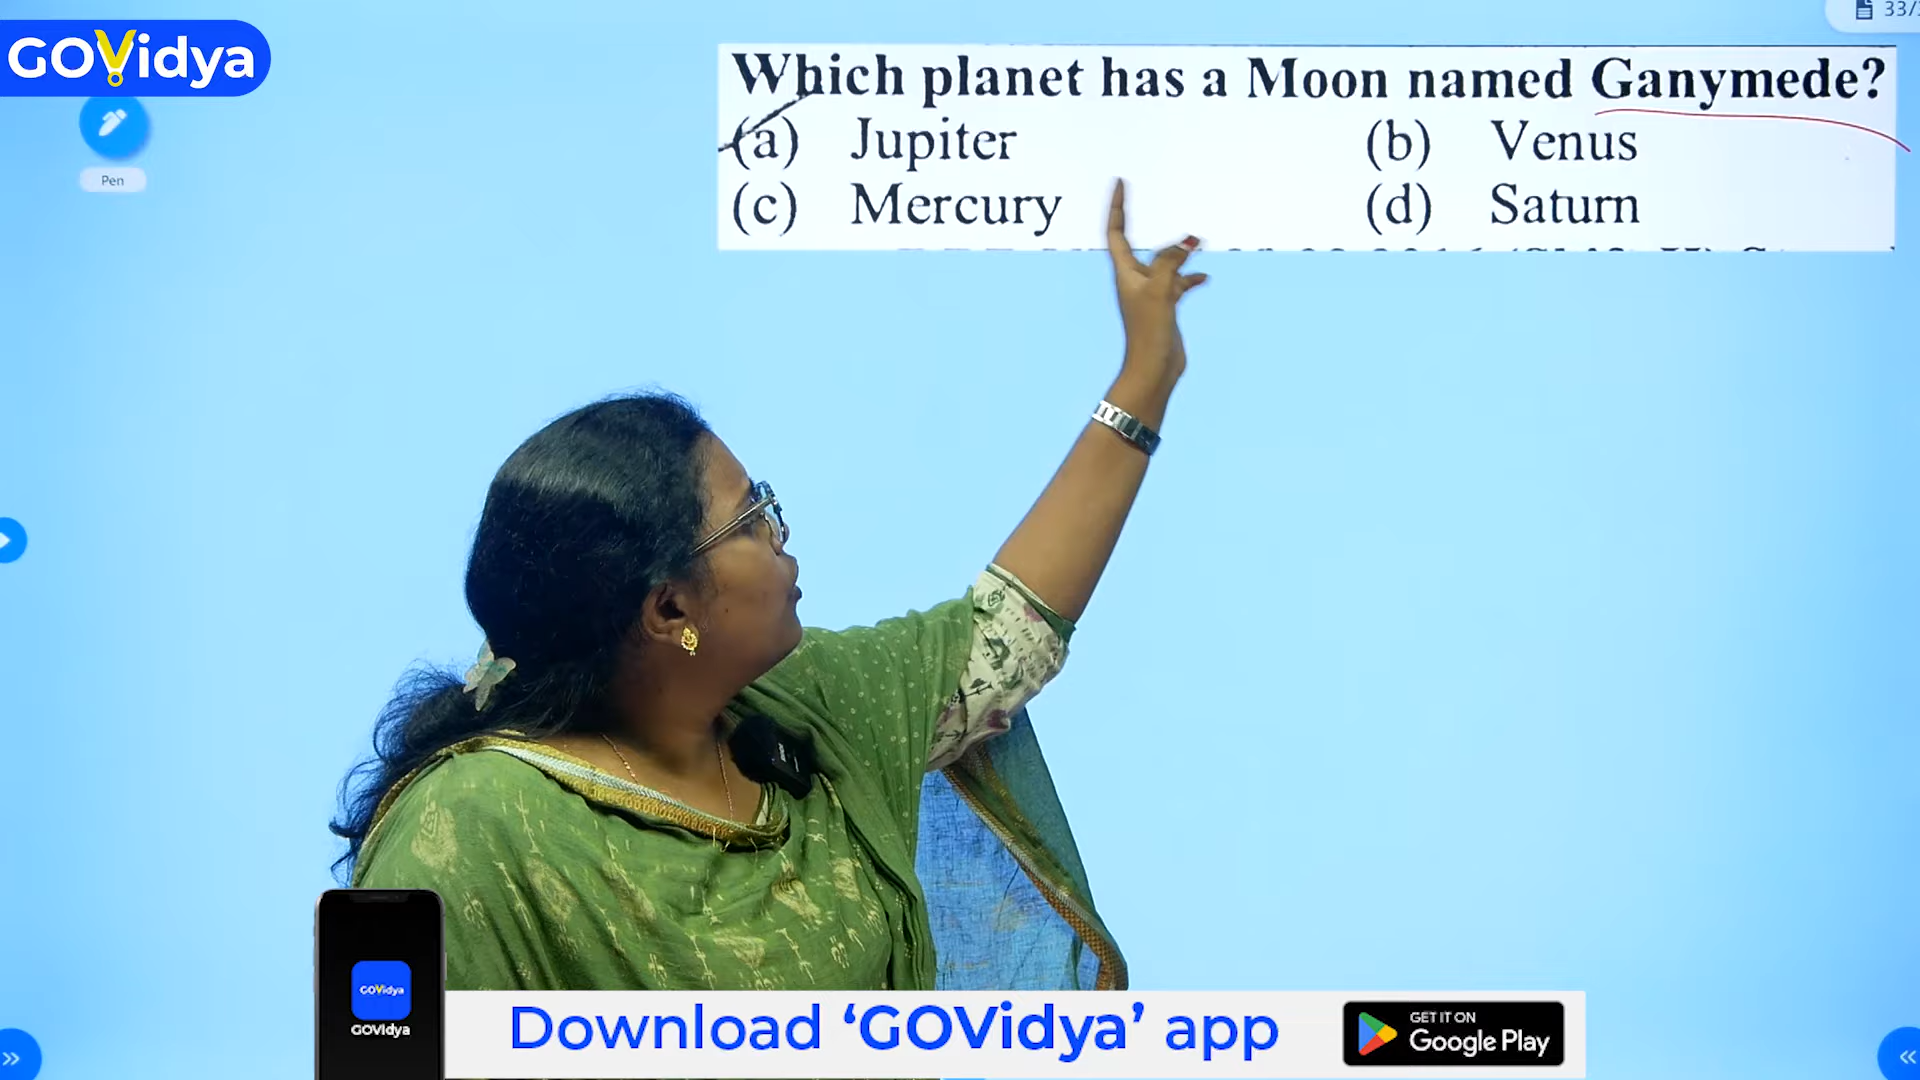 GOVidya
33/
Pen
Which planet has a Moon named Ganymede?
(a) Jupiter (b) Venus
(c) Mercury (d) Saturn
GOVidya
GOVidya
Download ‘GOVidya’ app
GET IT ON
Google Play